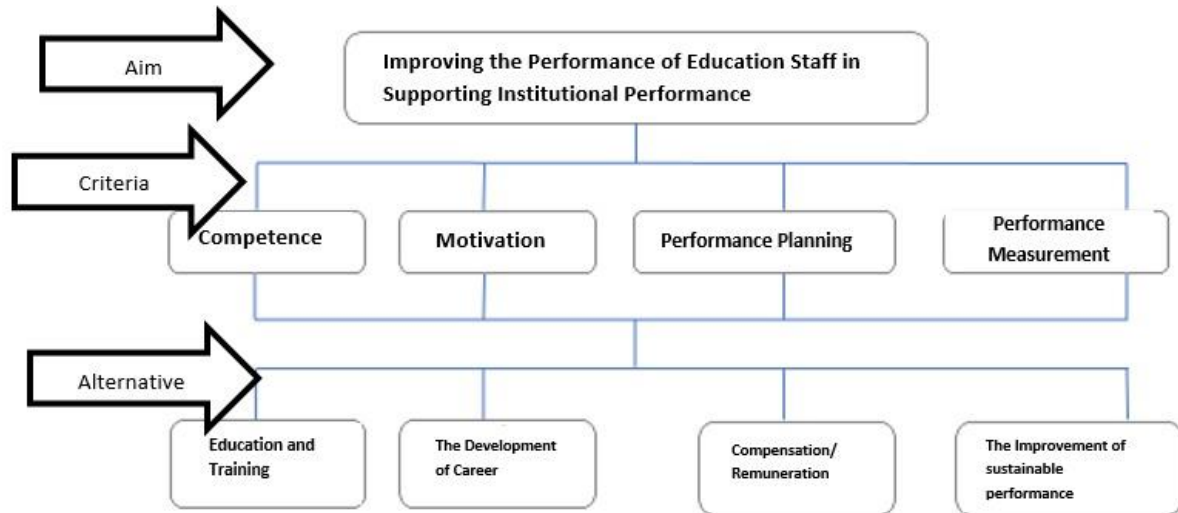 Aim
Improving the Performance of Education Staff in
Supporting Institutional Performance
Criteria
Competence
Motivation
Performance Planning
Performance
Measurement
Alternative
Education and
Training
The Development
of Career
Compensation/
Remuneration
The Improvement of
sustainable
performance